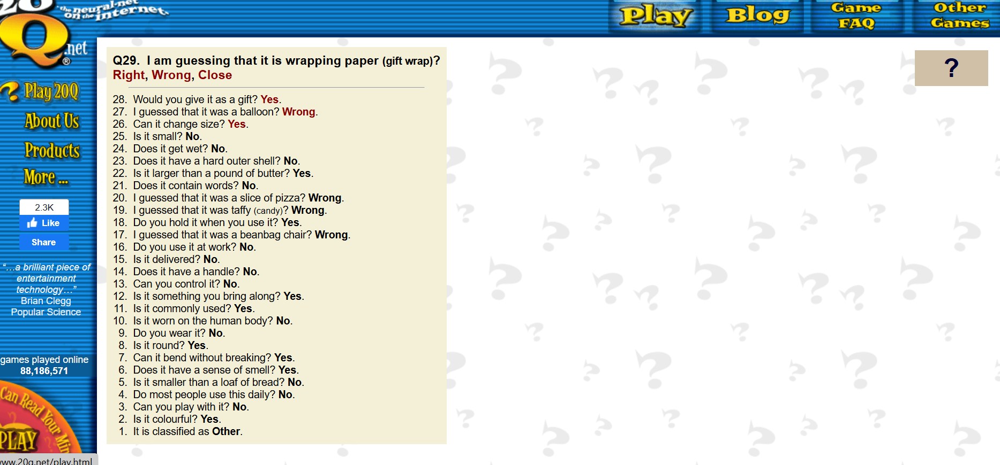 20
the neural-net
on the internet.
Q
.net
®
Play
Blog
Game
FAQ
Other
Games
? Play 20Q
About Us
Products
More ...
2.3K
Like
Share
“...a brilliant piece of
entertainment
technology...”
Brian Clegg
Popular Science
games played online
88,186,571
Can Read Your Min
PLAY
www.20q.net/play.html
Q29. I am guessing that it is wrapping paper (gift wrap)?
Right, Wrong, Close
28. Would you give it as a gift? Yes.
27. I guessed that it was a balloon? Wrong.
26. Can it change size? Yes.
25. Is it small? No.
24. Does it get wet? No.
23. Does it have a hard outer shell? No.
22. Is it larger than a pound of butter? Yes.
21. Does it contain words? No.
20. I guessed that it was a slice of pizza? Wrong.
19. I guessed that it was taffy (candy)? Wrong.
18. Do you hold it when you use it? Yes.
17. I guessed that it was a beanbag chair? Wrong.
16. Do you use it at work? No.
15. Is it delivered? No.
14. Does it have a handle? No.
13. Can you control it? No.
12. Is it something you bring along? Yes.
11. Is it commonly used? Yes.
10. Is it worn on the human body? No.
9. Do you wear it? No.
8. Is it round? Yes.
7. Can it bend without breaking? Yes.
6. Does it have a sense of smell? Yes.
5. Is it smaller than a loaf of bread? No.
4. Do most people use this daily? No.
3. Can you play with it? No.
2. Is it colourful? Yes.
1. It is classified as Other.
?